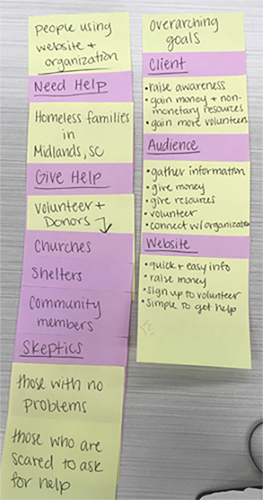 people using
website +
organization
Need Help
Homeless families
in
Midlands, SC
Give Help
Volunteer +
Donors
Churches
Shelters
Community
members
Skeptics
those with no
problems
those who are
scared to ask
for help
Overarching
goals
Client
• raise awareness
• gain money + non-
monetary resources
• gain more volunteers
Audience
• gather information
• give money
• give resources
• volunteer
• connect w/organization
Website
• quick + easy info
• raise money
• sign up to volunteer
• simple to get help